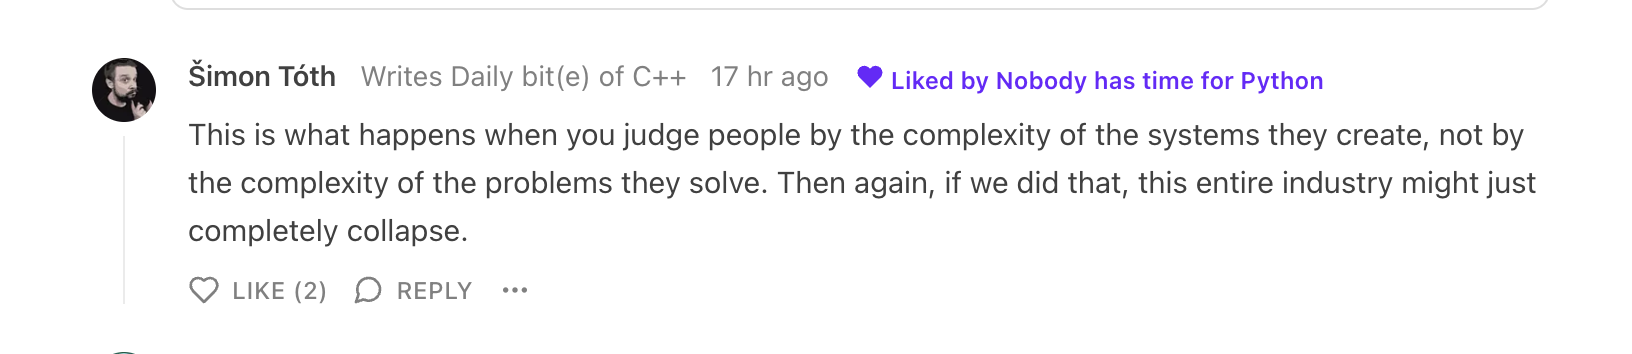 Šimon Tóth Writes Daily bit(e) of C++ 17 hr ago Liked by Nobody has time for Python
This is what happens when you judge people by the complexity of the systems they create, not by
the complexity of the problems they solve. Then again, if we did that, this entire industry might just
completely collapse.
LIKE (2) REPLY